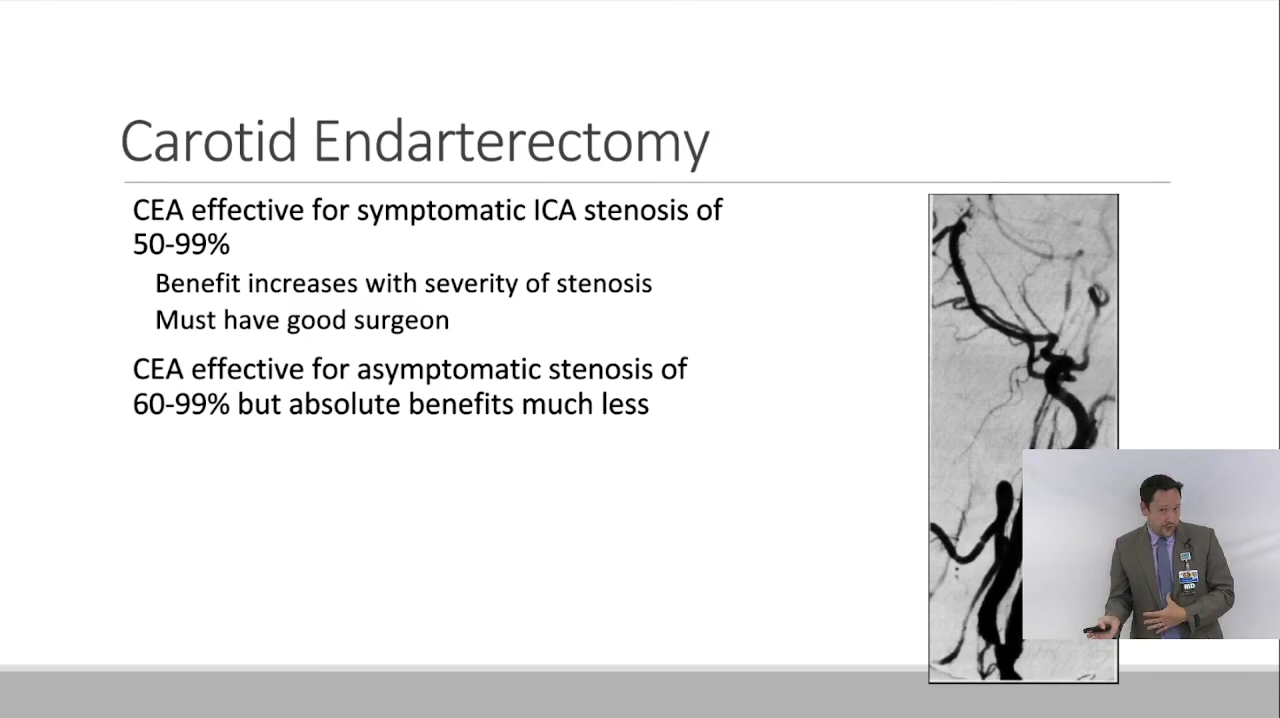 Carotid Endarterectomy
CEA effective for symptomatic ICA stenosis of
50-99%
Benefit increases with severity of stenosis
Must have good surgeon
CEA effective for asymptomatic stenosis of
60-99% but absolute benefits much less
MD